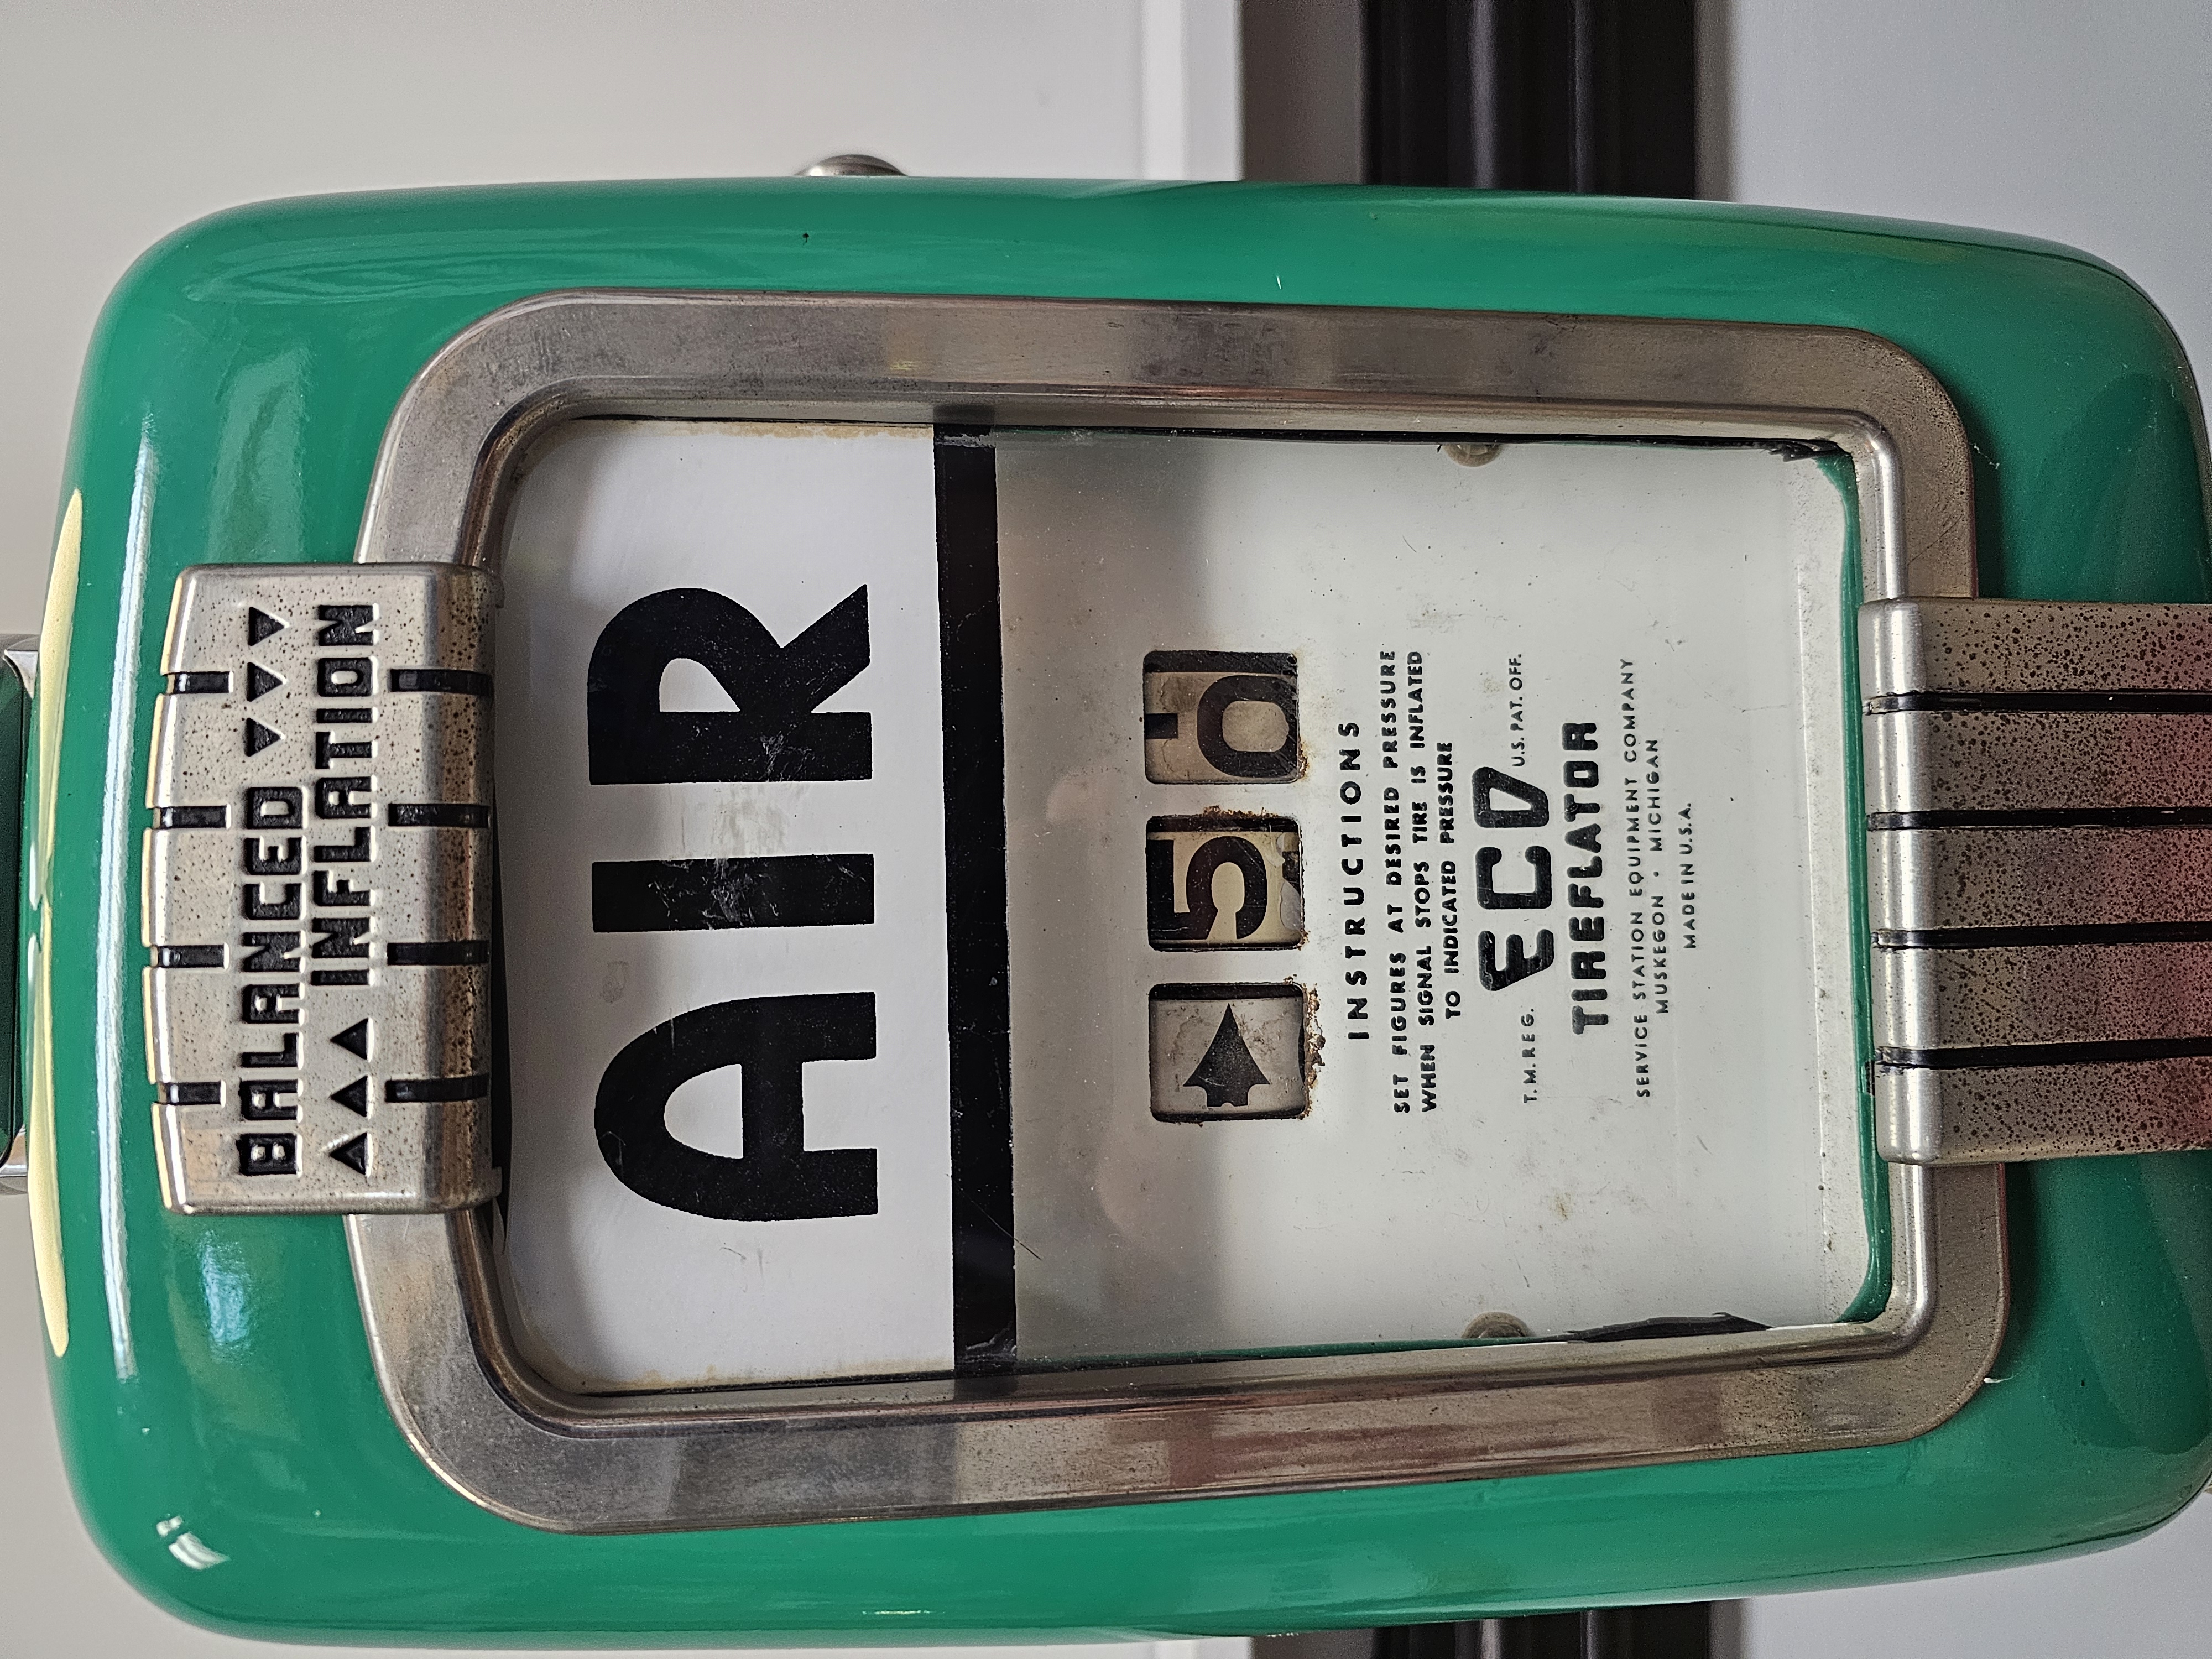 BALANCED
INFLATION
AIR
5
INSTRUCTIONS
SET FIGURES AT DESIRED PRESSURE
WHEN SIGNAL STOPS TIRE IS INFLATED
TO INDICATED PRESSURE
T.M.REG. ECO U.S. PAT. OFF.
TIREFLATOR
SERVICE STATION EQUIPMENT COMPANY
MUSKEGON • MICHIGAN
MADE IN U.S.A.